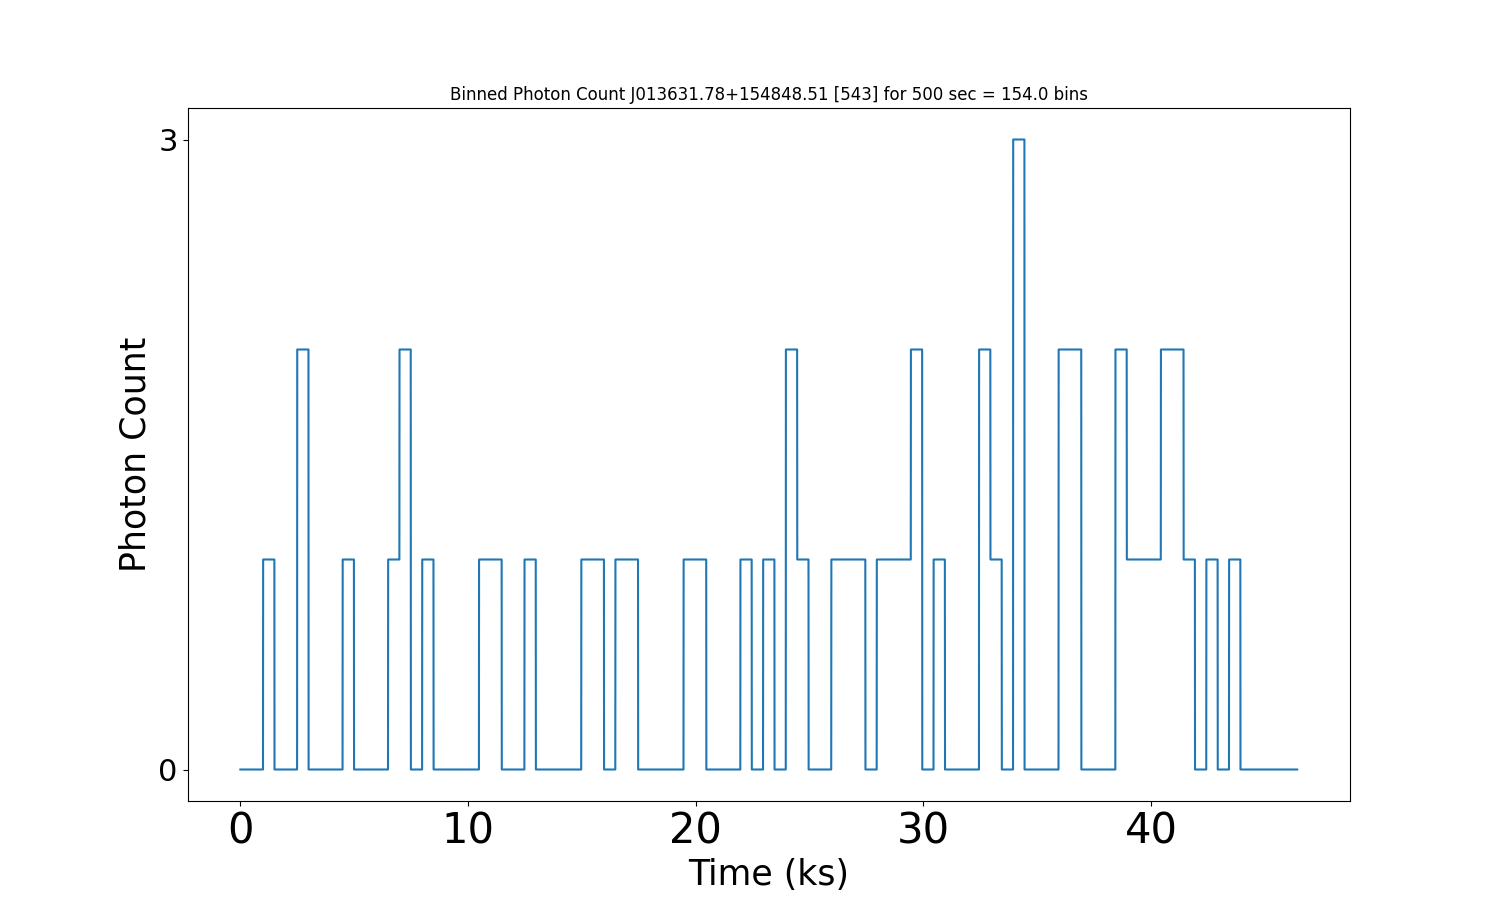 Binned Photon Count J013631.78+154848.51 [543] for 500 sec = 154.0 bins
3
Photon Count
0
0 10 20 30 40
Time (ks)